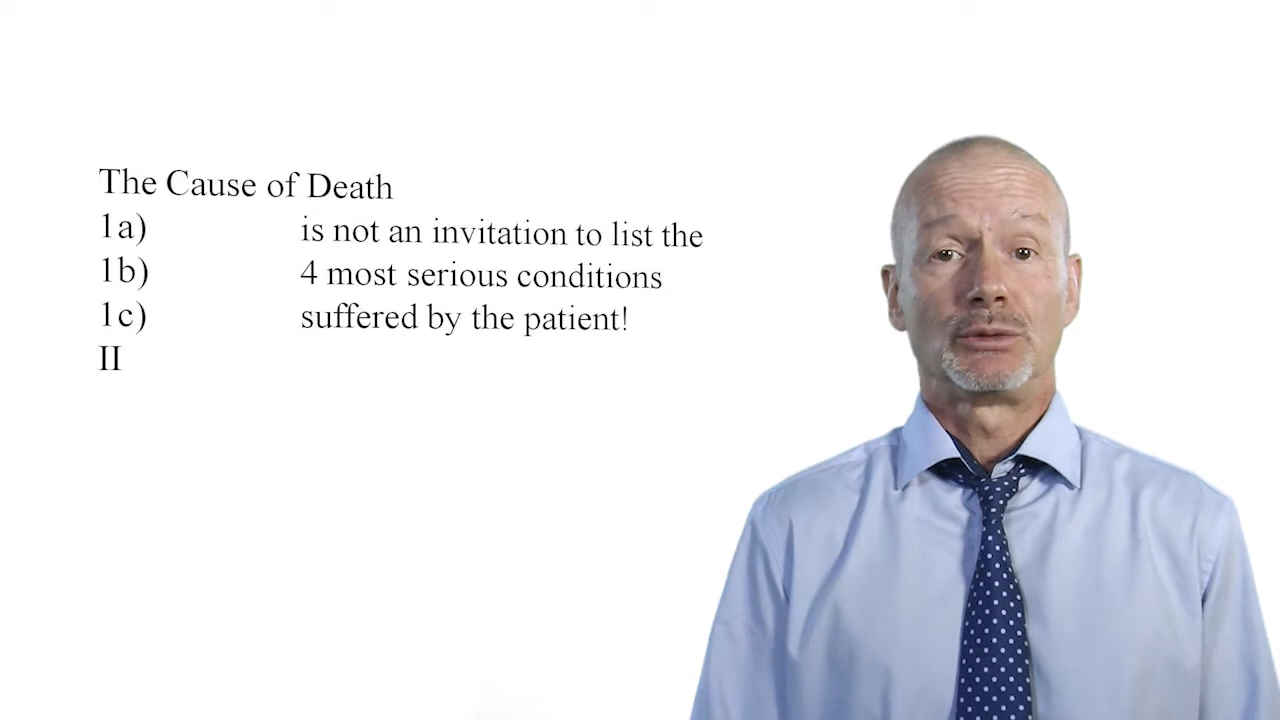 The Cause of Death
1a) is not an invitation to list the
1b) 4 most serious conditions
1c) suffered by the patient!
II